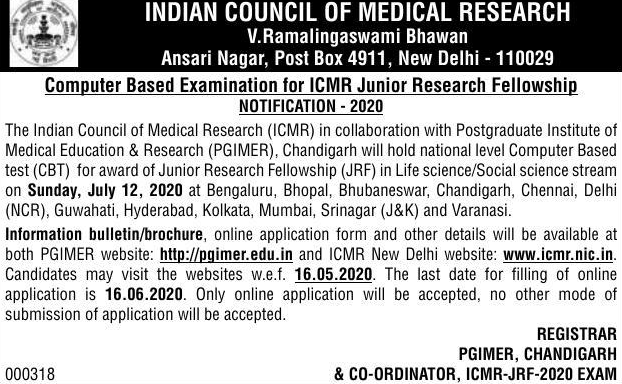 INDIAN COUNCIL OF MEDICAL RESEARCH
V.Ramalingaswami Bhawan
Ansari Nagar, Post Box 4911, New Delhi - 110029
Computer Based Examination for ICMR Junior Research Fellowship
NOTIFICATION - 2020
The Indian Council of Medical Research (ICMR) in collaboration with Postgraduate Institute of
Medical Education & Research (PGIMER), Chandigarh will hold national level Computer Based
test (CBT) for award of Junior Research Fellowship (JRF) in Life science/Social science stream
on Sunday, July 12, 2020 at Bengaluru, Bhopal, Bhubaneswar, Chandigarh, Chennai, Delhi
(NCR), Guwahati, Hyderabad, Kolkata, Mumbai, Srinagar (J&K) and Varanasi.
Information bulletin/brochure, online application form and other details will be available at
both PGIMER website: http://pgimer.edu.in and ICMR New Delhi website: www.icmr.nic.in.
Candidates may visit the websites w.e.f. 16.05.2020. The last date for filling of online
application is 16.06.2020. Only online application will be accepted, no other mode of
submission of application will be accepted.
REGISTRAR
PGIMER, CHANDIGARH
000318 & CO-ORDINATOR, ICMR-JRF-2020 EXAM